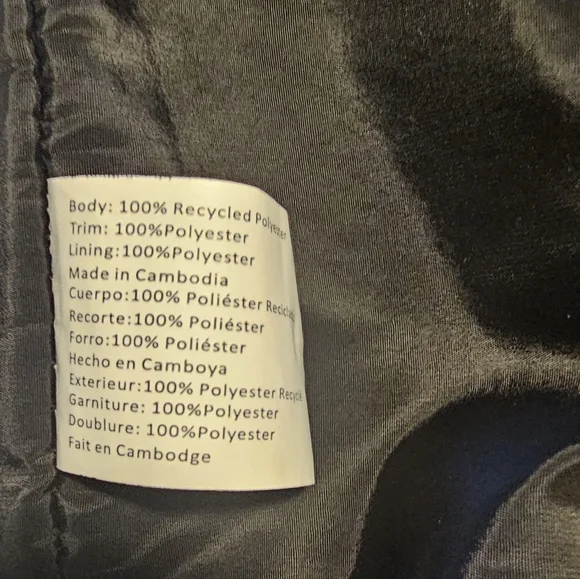 Body: 100% Recycled Polyester
Trim: 100%Polyester
Lining:100%Polyester
Made in Cambodia
Cuerpo:100% Poliéster Reciclado
Recorte:100% Poliéster
Forro:100% Poliéster
Hecho en Camboya
Exterieur:100% Polyester Recyclé
Garniture: 100%Polyester
Doublure: 100%Polyester
Fait en Cambodge